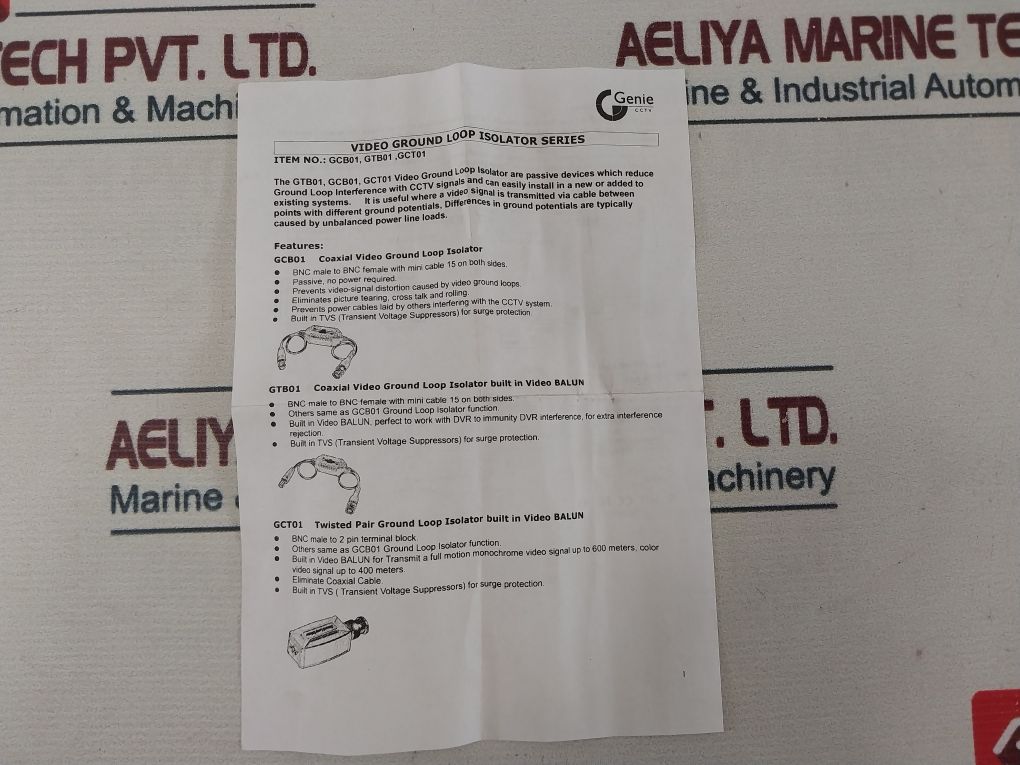 ECH PVT. LTD.
mation & Machi
AELIYA MARINE TE
ine & Industrial Autom
Genie
CCTV
VIDEO GROUND LOOP ISOLATOR SERIES
ITEM NO.: GCB01, GTB01 ,GCT01
The GTB01, GCB01, GCT01 Video Ground Loop Isolator are passive devices which reduce
Ground Loop Interference with CCTV signals and can easily install in a new or added to
existing systems. It is useful where a video signal is transmitted via cable between
points with different ground potentials, Differences in ground potentials are typically
caused by unbalanced power line loads.
Features:
GCB01 Coaxial Video Ground Loop Isolator
● BNC male to BNC female with mini cable 15 on both sides.
● Passive, no power required.
● Prevents video-signal distortion caused by video ground loops.
● Eliminates picture tearing, cross talk and rolling.
● Prevents power cables laid by others interfering with the CCTV system.
● Built in TVS (Transient Voltage Suppressors) for surge protection.
GTB01 Coaxial Video Ground Loop Isolator built in Video BALUN
● BNC male to BNC female with mini cable 15 on both sides.
● Others same as GCB01 Ground Loop Isolator function.
● Built in Video BALUN, perfect to work with DVR to immunity DVR interference, for extra interference
rejection.
● Built in TVS (Transient Voltage Suppressors) for surge protection.
GCT01 Twisted Pair Ground Loop Isolator built in Video BALUN
● BNC male to 2 pin terminal block.
● Others same as GCB01 Ground Loop Isolator function.
● Built in Video BALUN for Transmit a full motion monochrome video signal up to 600 meters, color
video signal up to 400 meters.
● Eliminate Coaxial Cable.
● Built in TVS ( Transient Voltage Suppressors) for surge protection.
1
AELIY
Marine
. LTD.
achinery